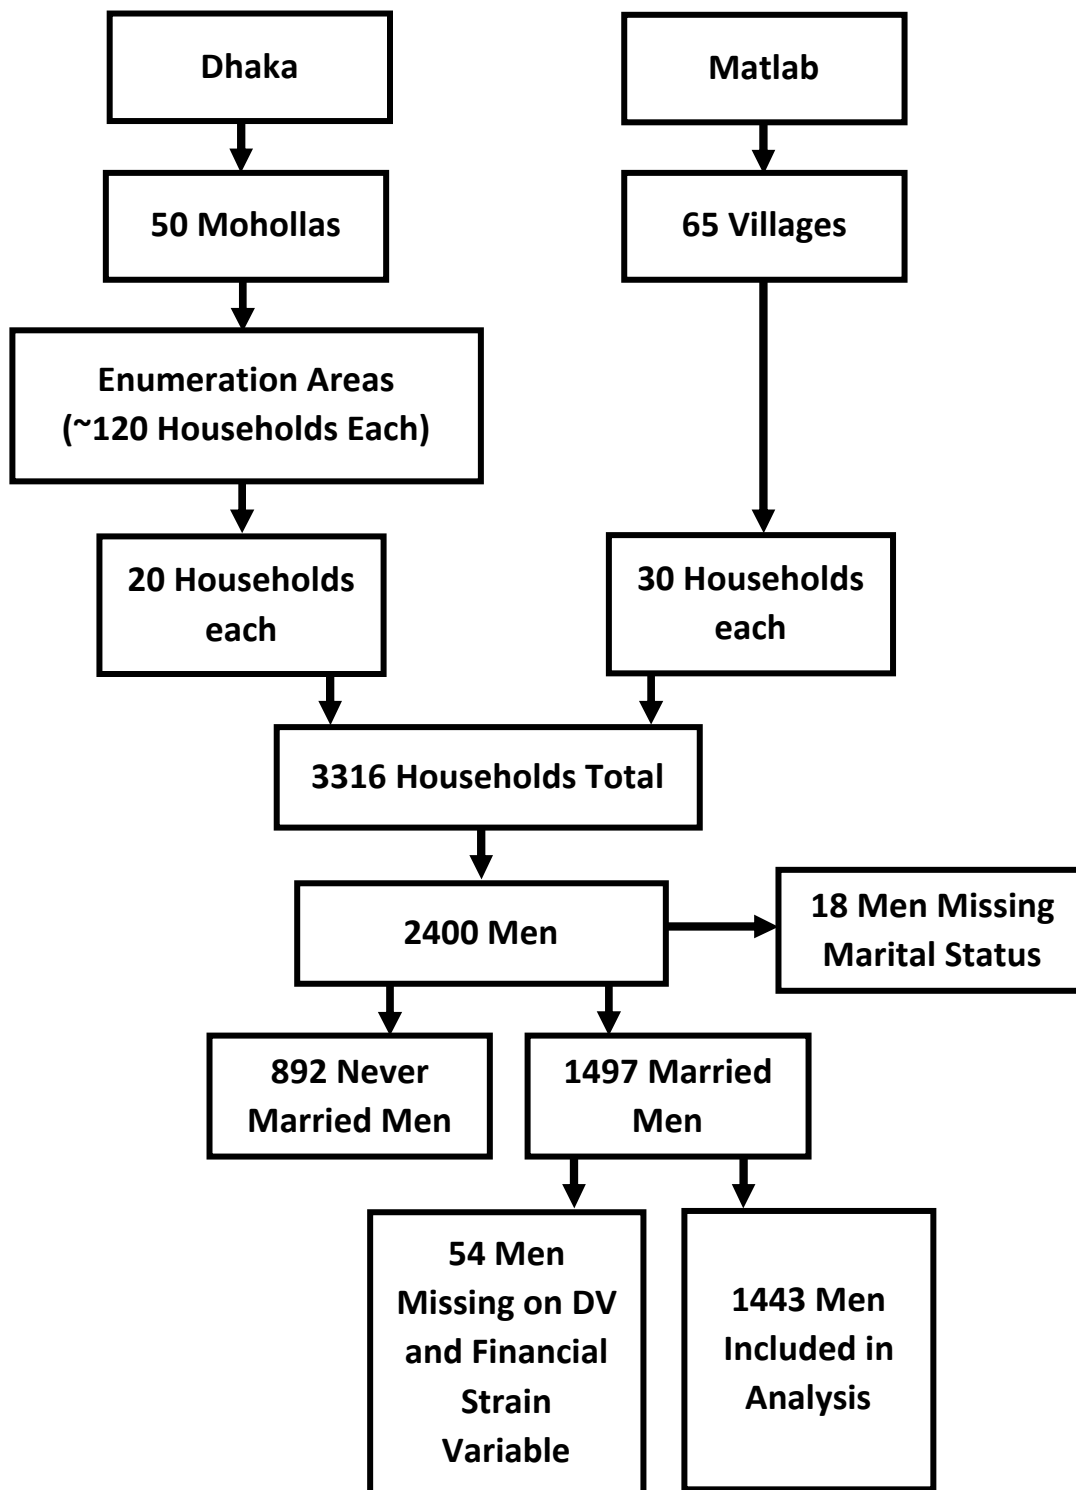 Dhaka
Matlab
50 Mohollas
65 Villages
Enumeration Areas
(~120 Households Each)
20 Households
each
30 Households
each
3316 Households Total
2400 Men
18 Men Missing
Marital Status
892 Never
Married Men
1497 Married
Men
54 Men
Missing on DV
and Financial
Strain
Variable
1443 Men
Included in
Analysis